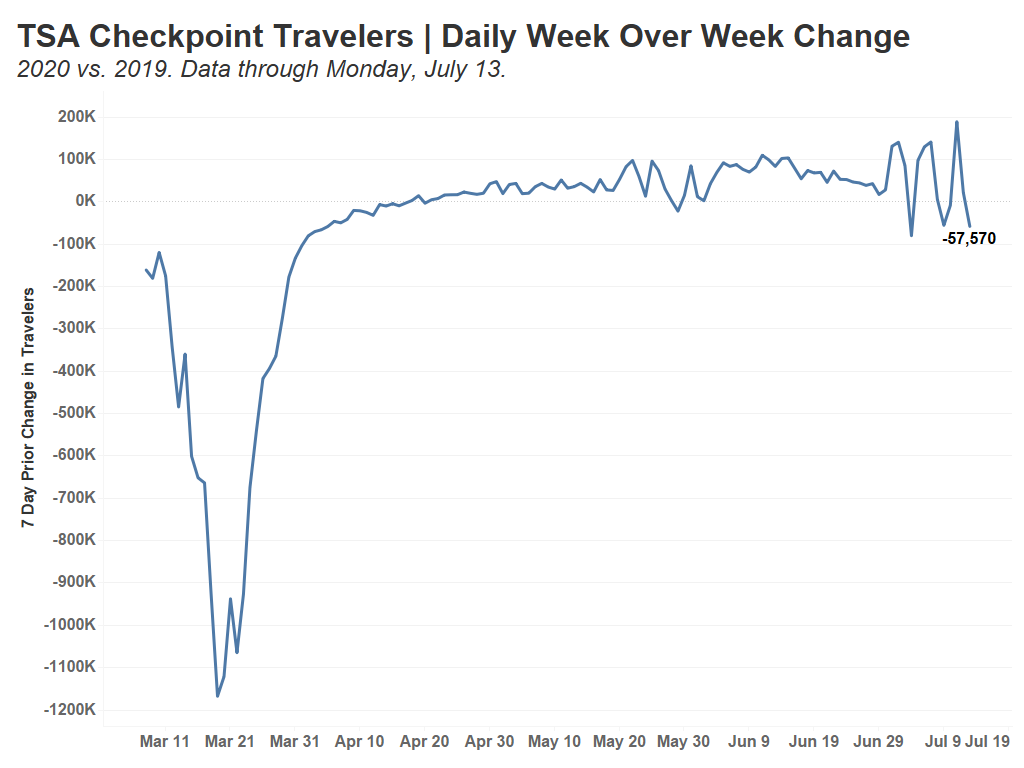 TSA Checkpoint Travelers | Daily Week Over Week Change
2020 vs. 2019. Data through Monday, July 13.
7 Day Prior Change in Travelers
200K
100K
0K
-100K
-200K
-300K
-400K
-500K
-600K
-700K
-800K
-900K
-1000K
-1100K
-1200K
-57,570
Mar 11 Mar 21 Mar 31 Apr 10 Apr 20 Apr 30 May 10 May 20 May 30 Jun 9 Jun 19 Jun 29 Jul 9 Jul 19